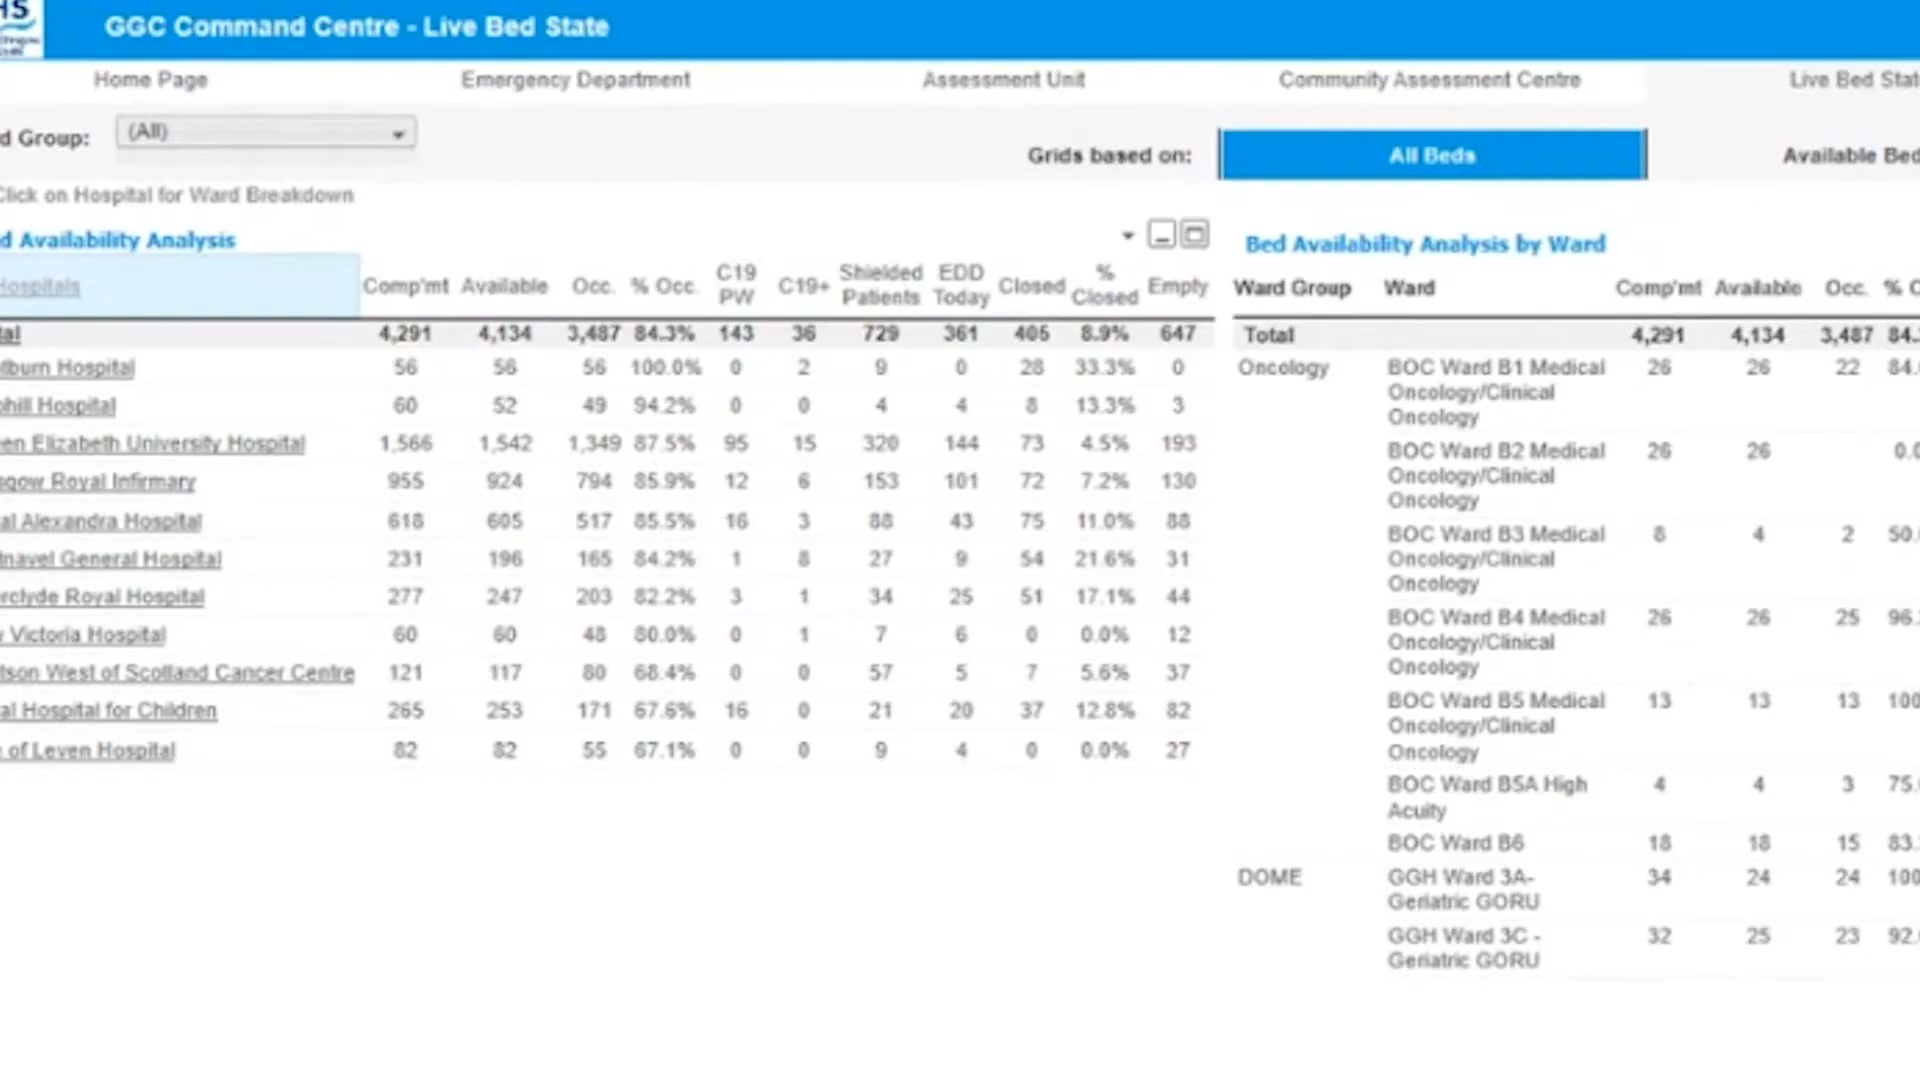 HS
GGC Command Centre - Live Bed State
Home Page Emergency Department Assessment Unit Community Assessment Centre Live Bed Stat
d Group: (All)
Grids based on: All Beds Available Bed
Click on Hospital for Ward Breakdown
d Availability Analysis
Hospitals Comp'mt Available Occ. % Occ. C19 PW C19+ Shielded Patients EDD Today Closed % Closed Empty
tal 4,291 4,134 3,487 84.3% 143 36 729 361 405 8.9% 647
tburn Hospital 56 56 56 100.0% 0 2 9 0 28 33.3% 0
hill Hospital 60 52 49 94.2% 0 0 4 4 8 13.3% 3
en Elizabeth University Hospital 1,566 1,542 1,349 87.5% 95 15 320 144 73 4.5% 193
sgow Royal Infirmary 955 924 794 85.9% 12 6 153 101 72 7.2% 130
al Alexandra Hospital 618 605 517 85.5% 16 3 88 43 75 11.0% 88
tnavel General Hospital 231 196 165 84.2% 1 8 27 9 54 21.6% 31
erclyde Royal Hospital 277 247 203 82.2% 3 1 34 25 51 17.1% 44
Victoria Hospital 60 60 48 80.0% 0 1 7 6 0 0.0% 12
tson West of Scotland Cancer Centre 121 117 80 68.4% 0 0 57 5 7 5.6% 37
al Hospital for Children 265 253 171 67.6% 16 0 21 20 37 12.8% 82
of Leven Hospital 82 82 55 67.1% 0 0 9 4 0 0.0% 27
Bed Availability Analysis by Ward
Ward Group Ward Comp'mt Available Occ. % O
Total 4,291 4,134 3,487 84.
Oncology BOC Ward B1 Medical 26 26 22 84.
Oncology/Clinical
Oncology
BOC Ward B2 Medical 26 26 0.0
Oncology/Clinical
Oncology
BOC Ward B3 Medical 8 4 2 50.
Oncology/Clinical
Oncology
BOC Ward B4 Medical 26 26 25 96.
Oncology/Clinical
Oncology
BOC Ward B5 Medical 13 13 13 100
Oncology/Clinical
Oncology
BOC Ward B5A High 4 4 3 75.
Acuity
BOC Ward B6 18 18 15 83.
DOME GGH Ward 3A- 34 24 24 100
Geriatric GORU
GGH Ward 3C - 32 25 23 92.
Geriatric GORU